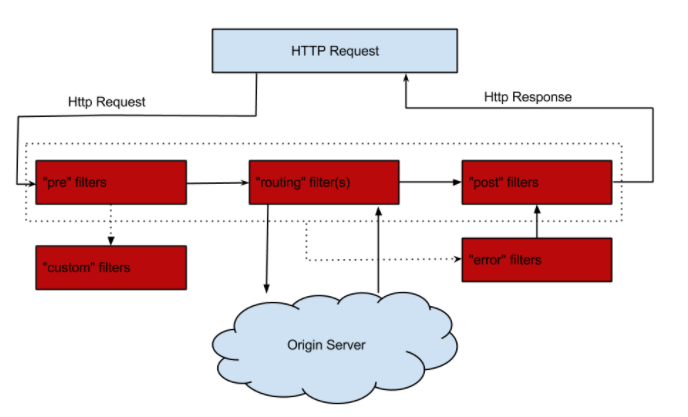 HTTP Request
Http Request
Http Response
"pre" filters
"routing" filter(s)
"post" filters
"custom" filters
"error" filters
Origin Server